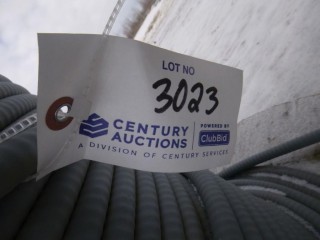 LOT NO
3023
CENTURY AUCTIONS
POWERED BY
ClubBid
A DIVISION OF CENTURY SERVICES